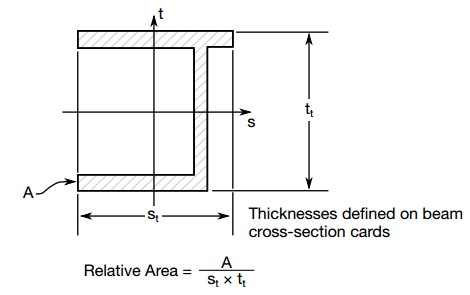 t
s
tₜ
A
sₜ
Thicknesses defined on beam
cross-section cards
Relative Area = A / sₜ × tₜ